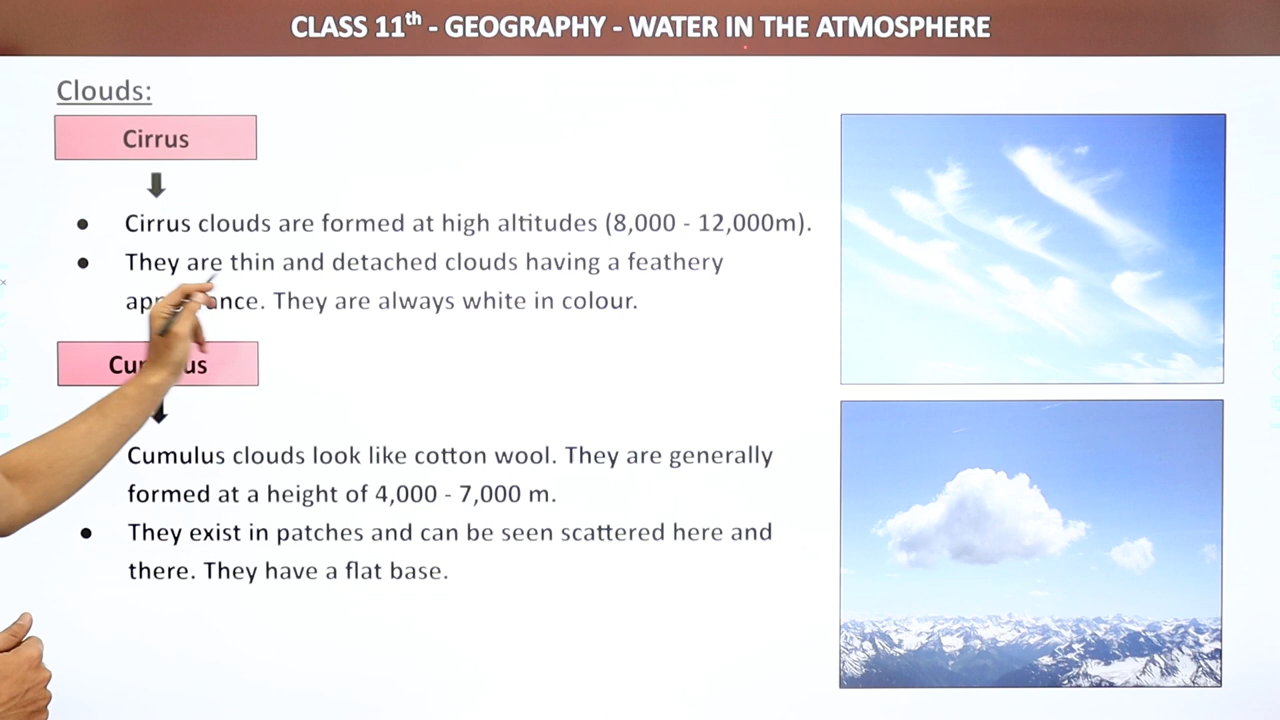 CLASS 11th - GEOGRAPHY - WATER IN THE ATMOSPHERE
Clouds:
Cirrus
● Cirrus clouds are formed at high altitudes (8,000 - 12,000m).
● They are thin and detached clouds having a feathery
They are always white in colour.
Cumulus clouds look like cotton wool. They are generally
formed at a height of 4,000 - 7,000 m.
● They exist in patches and can be seen scattered here and
there. They have a flat base.